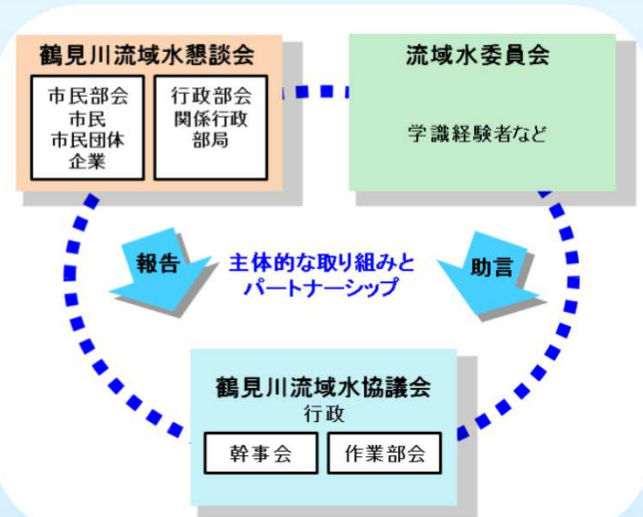 鶴見川流域水懇談会
市民部会
市民
市民団体
企業
行政部会
関係行政
部局
流域水委員会
学識経験者など
報告
主体的な取り組みと
パートナーシップ
助言
鶴見川流域水協議会
行政
幹事会
作業部会